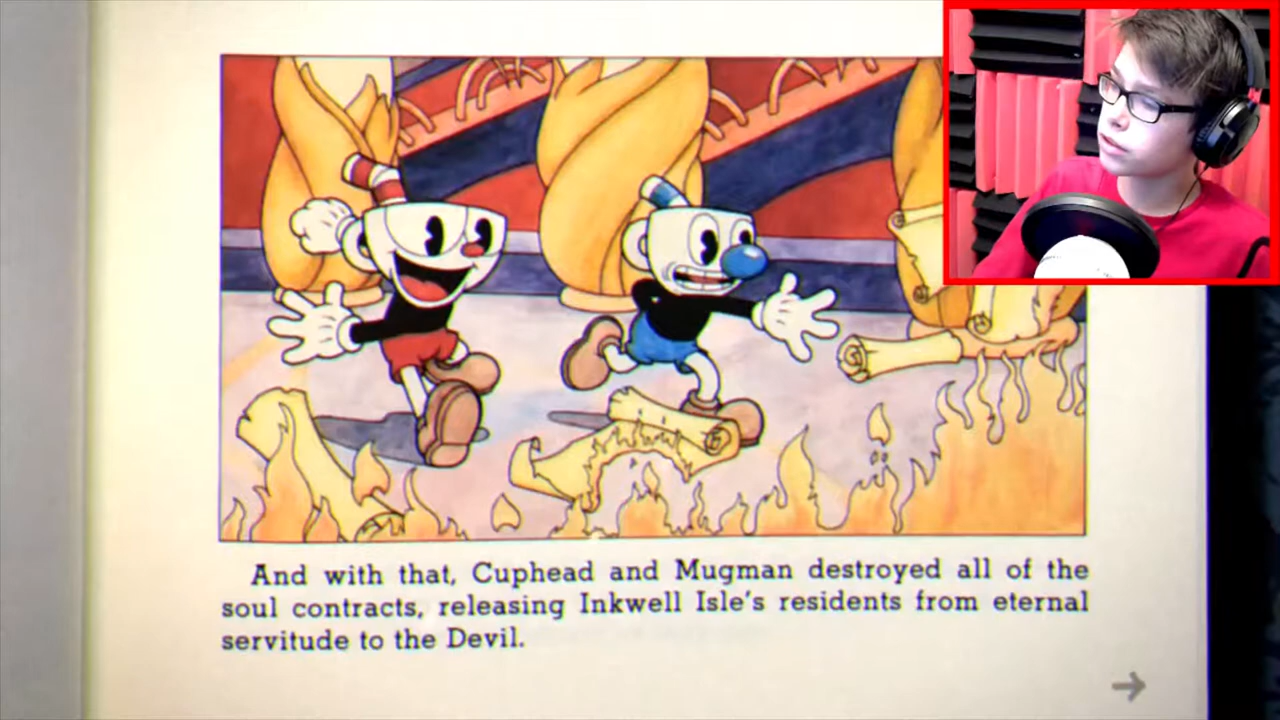 And with that, Cuphead and Mugman destroyed all of the
soul contracts, releasing Inkwell Isle's residents from eternal
servitude to the Devil.